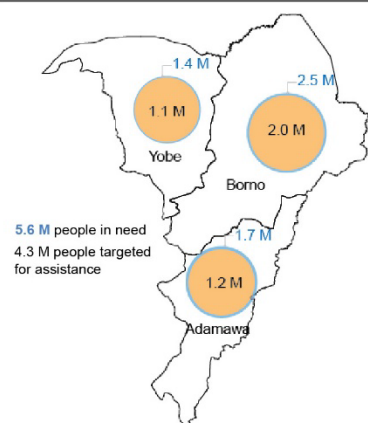 1.4 M
1.1 M
Yobe
2.5 M
2.0 M
Borno
5.6 M people in need
4.3 M people targeted
for assistance
1.7 M
1.2 M
Adamawa